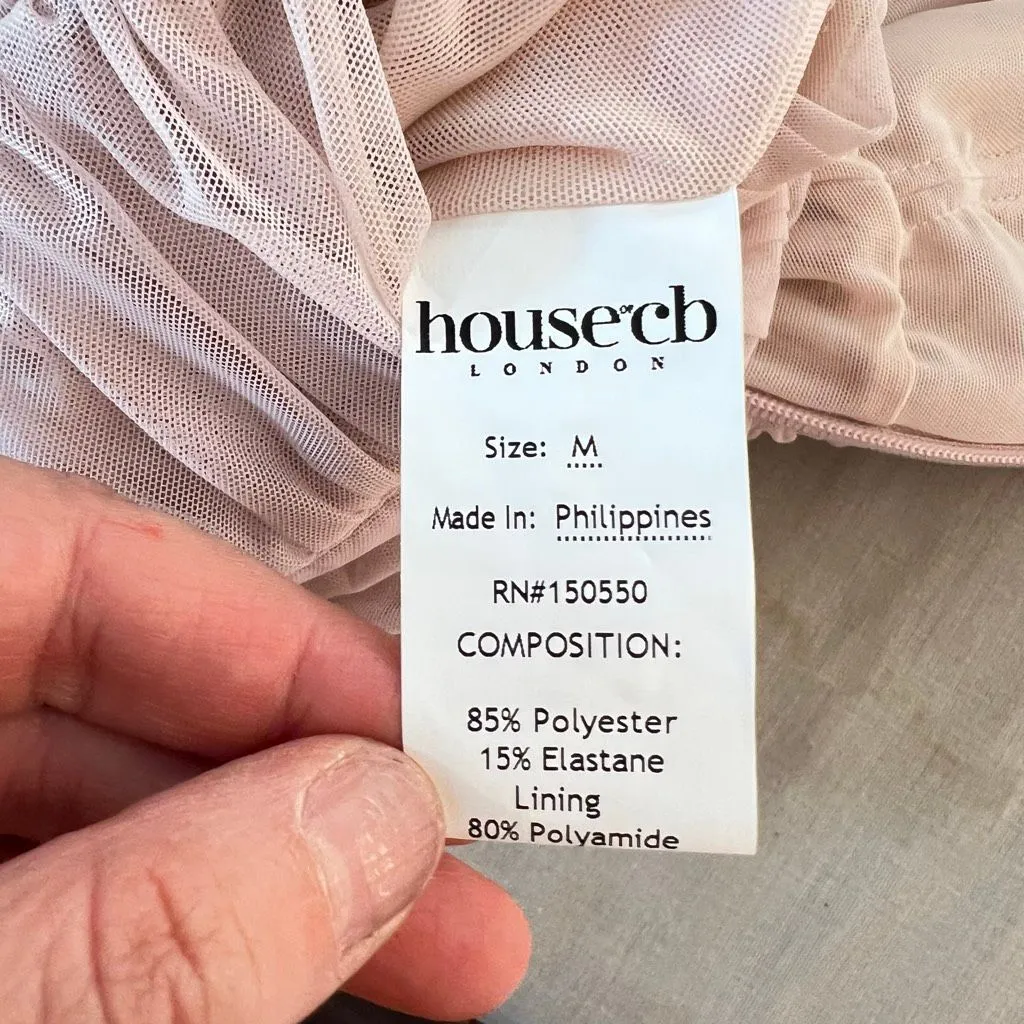 house of cb
LONDON
Size: M
Made In: Philippines
RN#150550
COMPOSITION:
85% Polyester
15% Elastane
Lining
80% Polyamide